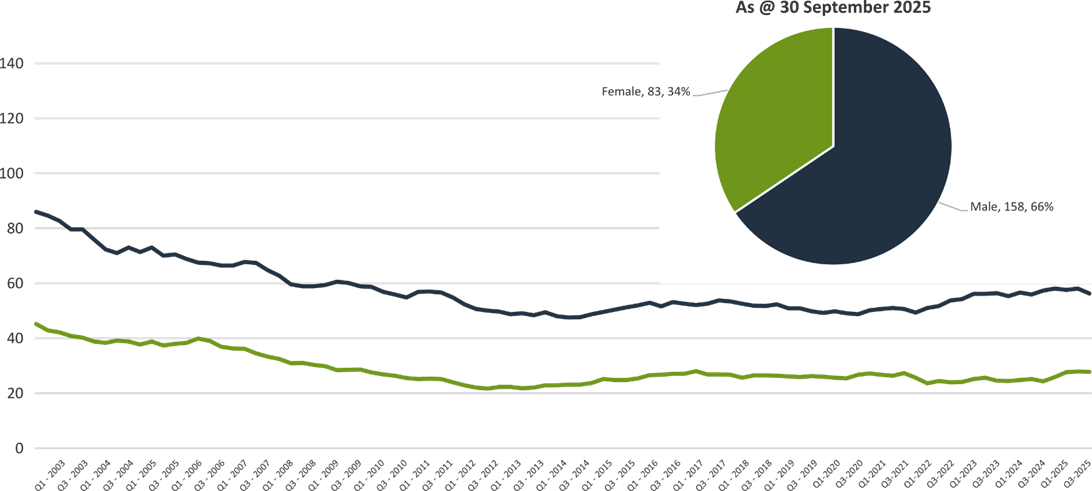 As @ 30 September 2025
140
120
100
80
60
40
20
0
Female, 83, 34%
Male, 158, 66%
Q1 - 2003
Q3 - 2003
Q1 - 2004
Q3 - 2004
Q1 - 2005
Q3 - 2005
Q1 - 2006
Q3 - 2006
Q1 - 2007
Q3 - 2007
Q1 - 2008
Q3 - 2008
Q1 - 2009
Q3 - 2009
Q1 - 2010
Q3 - 2010
Q1 - 2011
Q3 - 2011
Q1 - 2012
Q3 - 2012
Q1 - 2013
Q3 - 2013
Q1 - 2014
Q3 - 2014
Q1 - 2015
Q3 - 2015
Q1 - 2016
Q3 - 2016
Q1 - 2017
Q3 - 2017
Q1 - 2018
Q3 - 2018
Q1 - 2019
Q3 - 2019
Q1 - 2020
Q3 - 2020
Q1 -2021
Q3 -2021
Q1 -2022
Q3 -2022
Q1 -2023
Q3 -2023
Q1 -2024
Q3 -2024
Q1-2025
Q3-2025